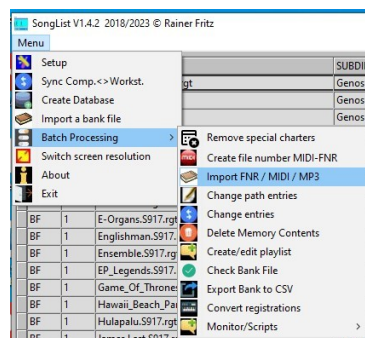 SongList V1.4.2 2018/2023 © Rainer Fritz
Menu
Setup
Sync Comp.<>Workst.
Create Database
Import a bank file
Batch Processing
Switch screen resolution
About
Exit
SUBDI
rgt Genos
Genos
Genos
Remove special charters
Create file number MIDI-FNR
Import FNR / MIDI / MP3
Change path entries
Change entries
Delete Memory Contents
Create/edit playlist
Check Bank File
Export Bank to CSV
Convert registrations
Monitor/Scripts
BF 1 E-Organs.S917.rgt
BF 1 Englishman.S917.
BF 1 Ensemble.S917.rg
BF 1 EP_Legends.S917.
BF 1 Game_Of_Throne
BF 1 Hawaii_Beach_Pa
BF 1 Hulapalu.S917.rgt
BF 1